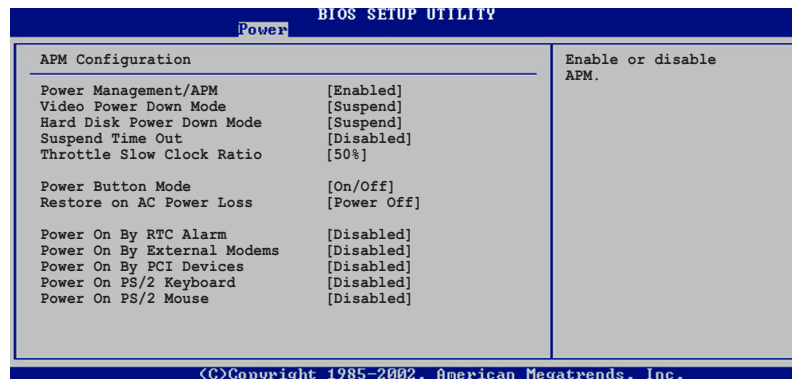 BIOS SETUP UTILITY
Power
APM Configuration
Power Management/APM [Enabled]
Video Power Down Mode [Suspend]
Hard Disk Power Down Mode [Suspend]
Suspend Time Out [Disabled]
Throttle Slow Clock Ratio [50%]
Power Button Mode [On/Off]
Restore on AC Power Loss [Power Off]
Power On By RTC Alarm [Disabled]
Power On By External Modems [Disabled]
Power On By PCI Devices [Disabled]
Power On PS/2 Keyboard [Disabled]
Power On PS/2 Mouse [Disabled]
Enable or disable
APM.
(C)Copyright 1985-2002, American Megatrends, Inc.